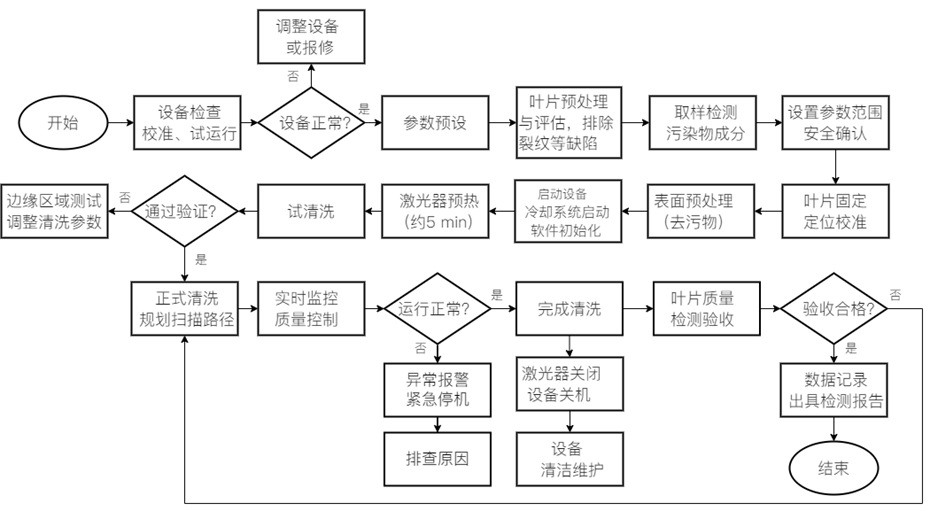 调整设备
或报修
否
开始
设备检查
校准、试运行
设备正常?
是
参数预设
叶片预处理
与评估，排除
裂纹等缺陷
取样检测
污染物成分
设置参数范围
安全确认
边缘区域测试
调整清洗参数
否
通过验证?
试清洗
激光器预热
（约5 min）
启动设备
冷却系统启动
软件初始化
表面预处理
（去污物）
叶片固定
定位校准
是
正式清洗
规划扫描路径
实时监控
质量控制
运行正常?
是
完成清洗
叶片质量
检测验收
验收合格?
否
否
是
异常报警
紧急停机
激光器关闭
设备关机
数据记录
出具检测报告
排查原因
设备
清洁维护
结束